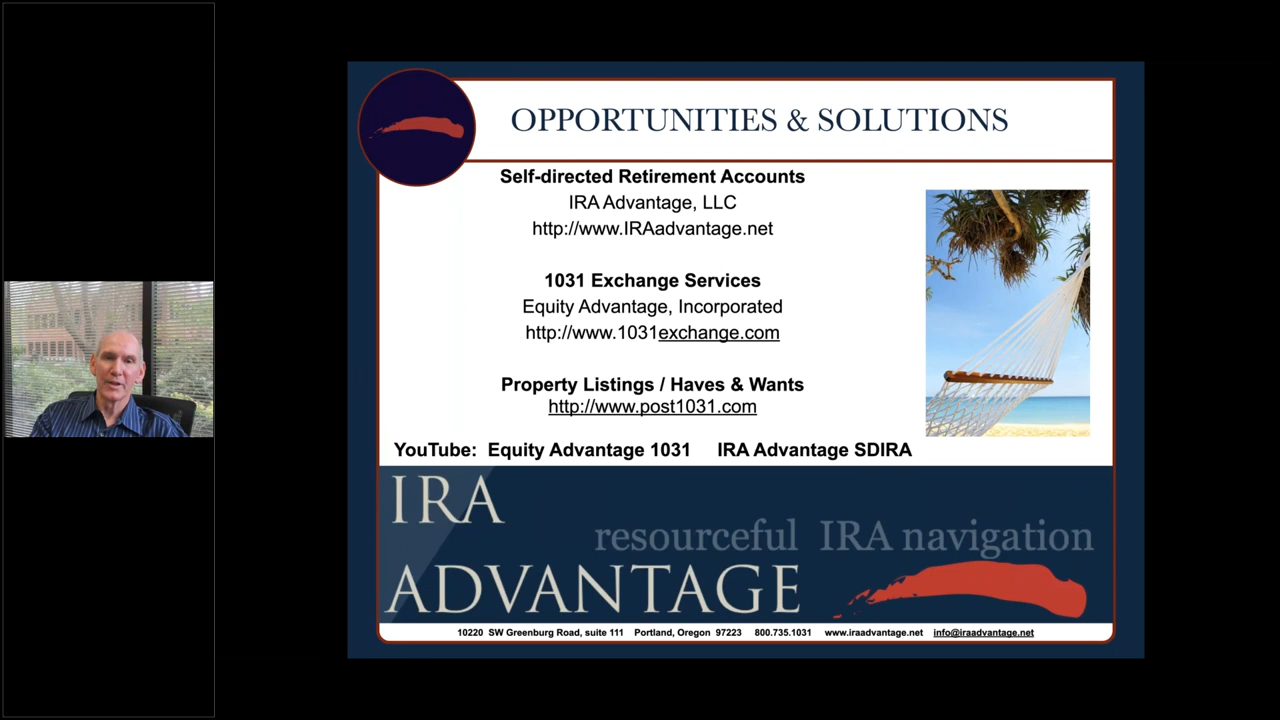 OPPORTUNITIES & SOLUTIONS
Self-directed Retirement Accounts
IRA Advantage, LLC
http://www.IRAadvantage.net
1031 Exchange Services
Equity Advantage, Incorporated
http://www.1031exchange.com
Property Listings / Haves & Wants
http://www.post1031.com
YouTube: Equity Advantage 1031 IRA Advantage SDIRA
IRA
resourceful IRA navigation
ADVANTAGE
10220 SW Greenburg Road, suite 111 Portland, Oregon 97223 800.735.1031 www.iraadvantage.net info@iraadvantage.net